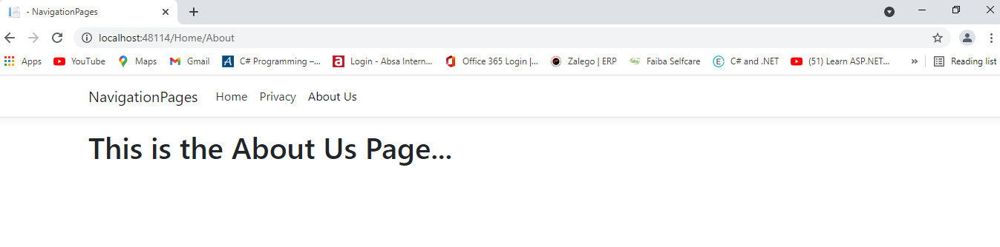 - NavigationPages
localhost:48114/Home/About
Apps YouTube Maps Gmail C# Programming –... Login - Absa Intern... Office 365 Login |... Zalego | ERP Faiba Selfcare C# and .NET (51) Learn ASP.NET... » Reading list
NavigationPages Home Privacy About Us
This is the About Us Page...